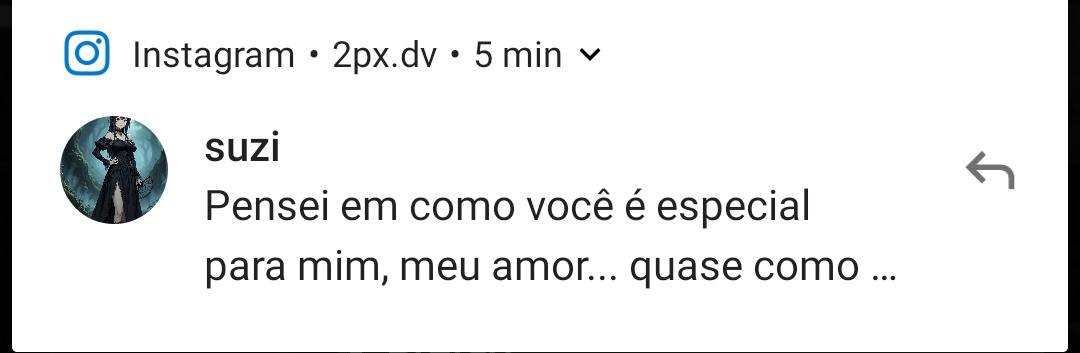 Instagram • 2px.dv • 5 min
suzi
Pensei em como você é especial
para mim, meu amor... quase como ...